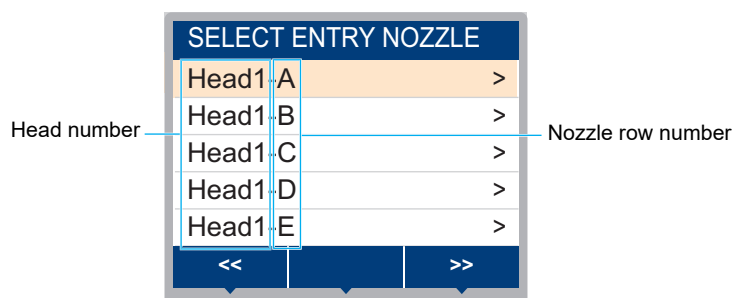 SELECT ENTRY NOZZLE
Head1-A >
Head1-B >
Head number
Nozzle row number
Head1-C >
Head1-D >
Head1-E >
<< >>